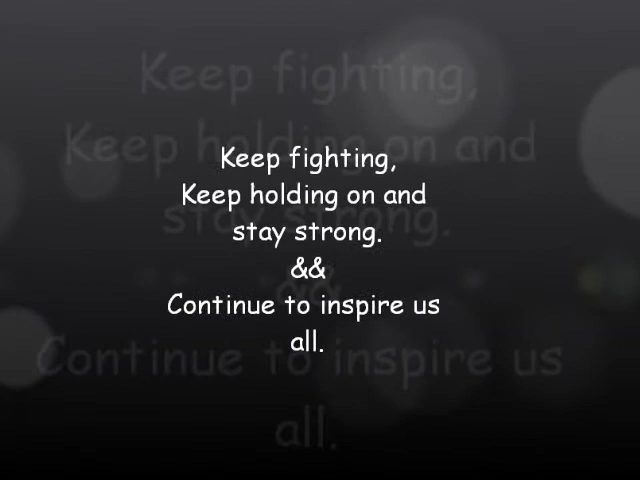 Keep fighting,
Keep holding on and
stay strong.
&&
Continue to inspire us
all.